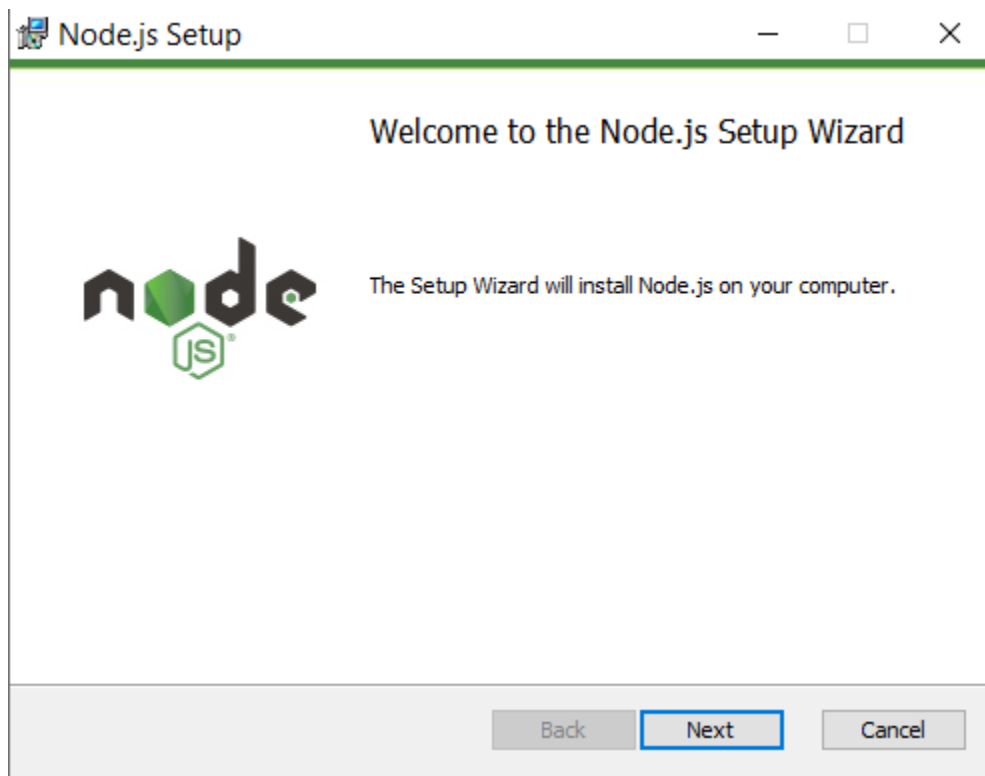 Node.js Setup
Welcome to the Node.js Setup Wizard
The Setup Wizard will install Node.js on your computer.
node
JS®
Back Next Cancel